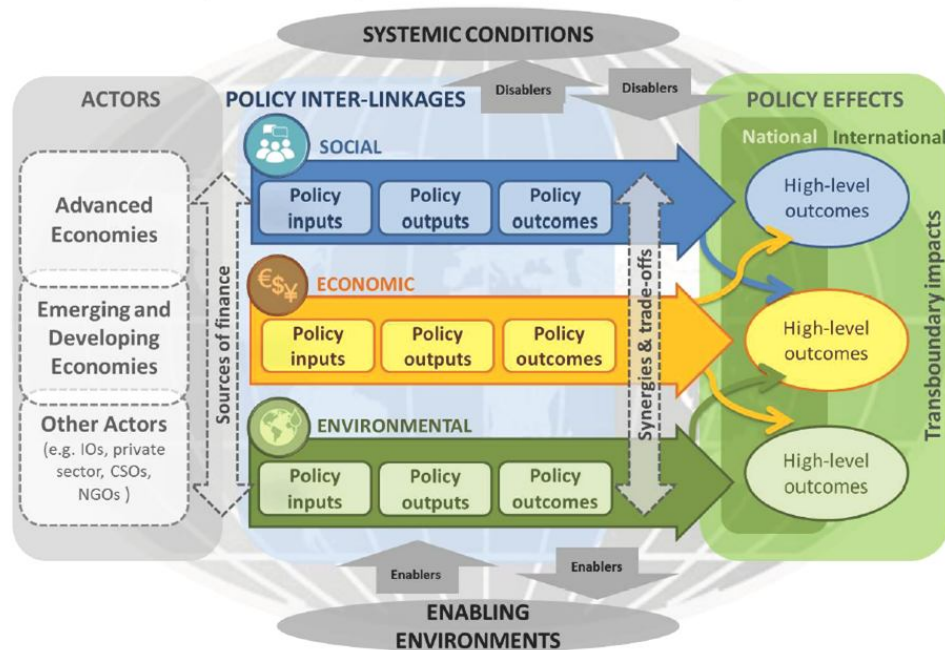 SYSTEMIC CONDITIONS
ACTORS
POLICY INTER-LINKAGES
Disablers
Disablers
POLICY EFFECTS
National
International
SOCIAL
Policy
inputs
Policy
outputs
Policy
outcomes
High-level
outcomes
Advanced
Economies
Emerging and
Developing
Economies
Other Actors
(e.g. IOs, private
sector, CSOs,
NGOs )
Sources of finance
€$¥
ECONOMIC
Policy
inputs
Policy
outputs
Policy
outcomes
High-level
outcomes
Synergies & trade-offs
Transboundary impacts
ENVIRONMENTAL
Policy
inputs
Policy
outputs
Policy
outcomes
High-level
outcomes
Enablers
Enablers
ENABLING
ENVIRONMENTS